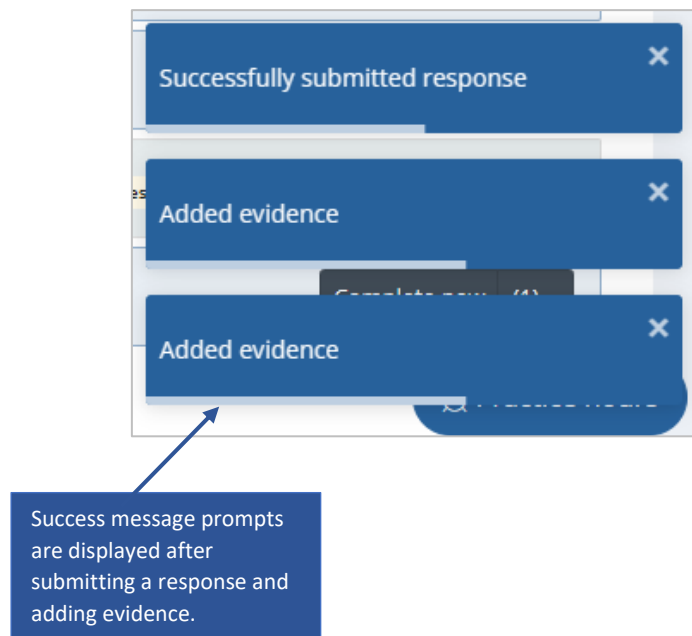 Successfully submitted response
Added evidence
Added evidence
Success message prompts
are displayed after
submitting a response and
adding evidence.